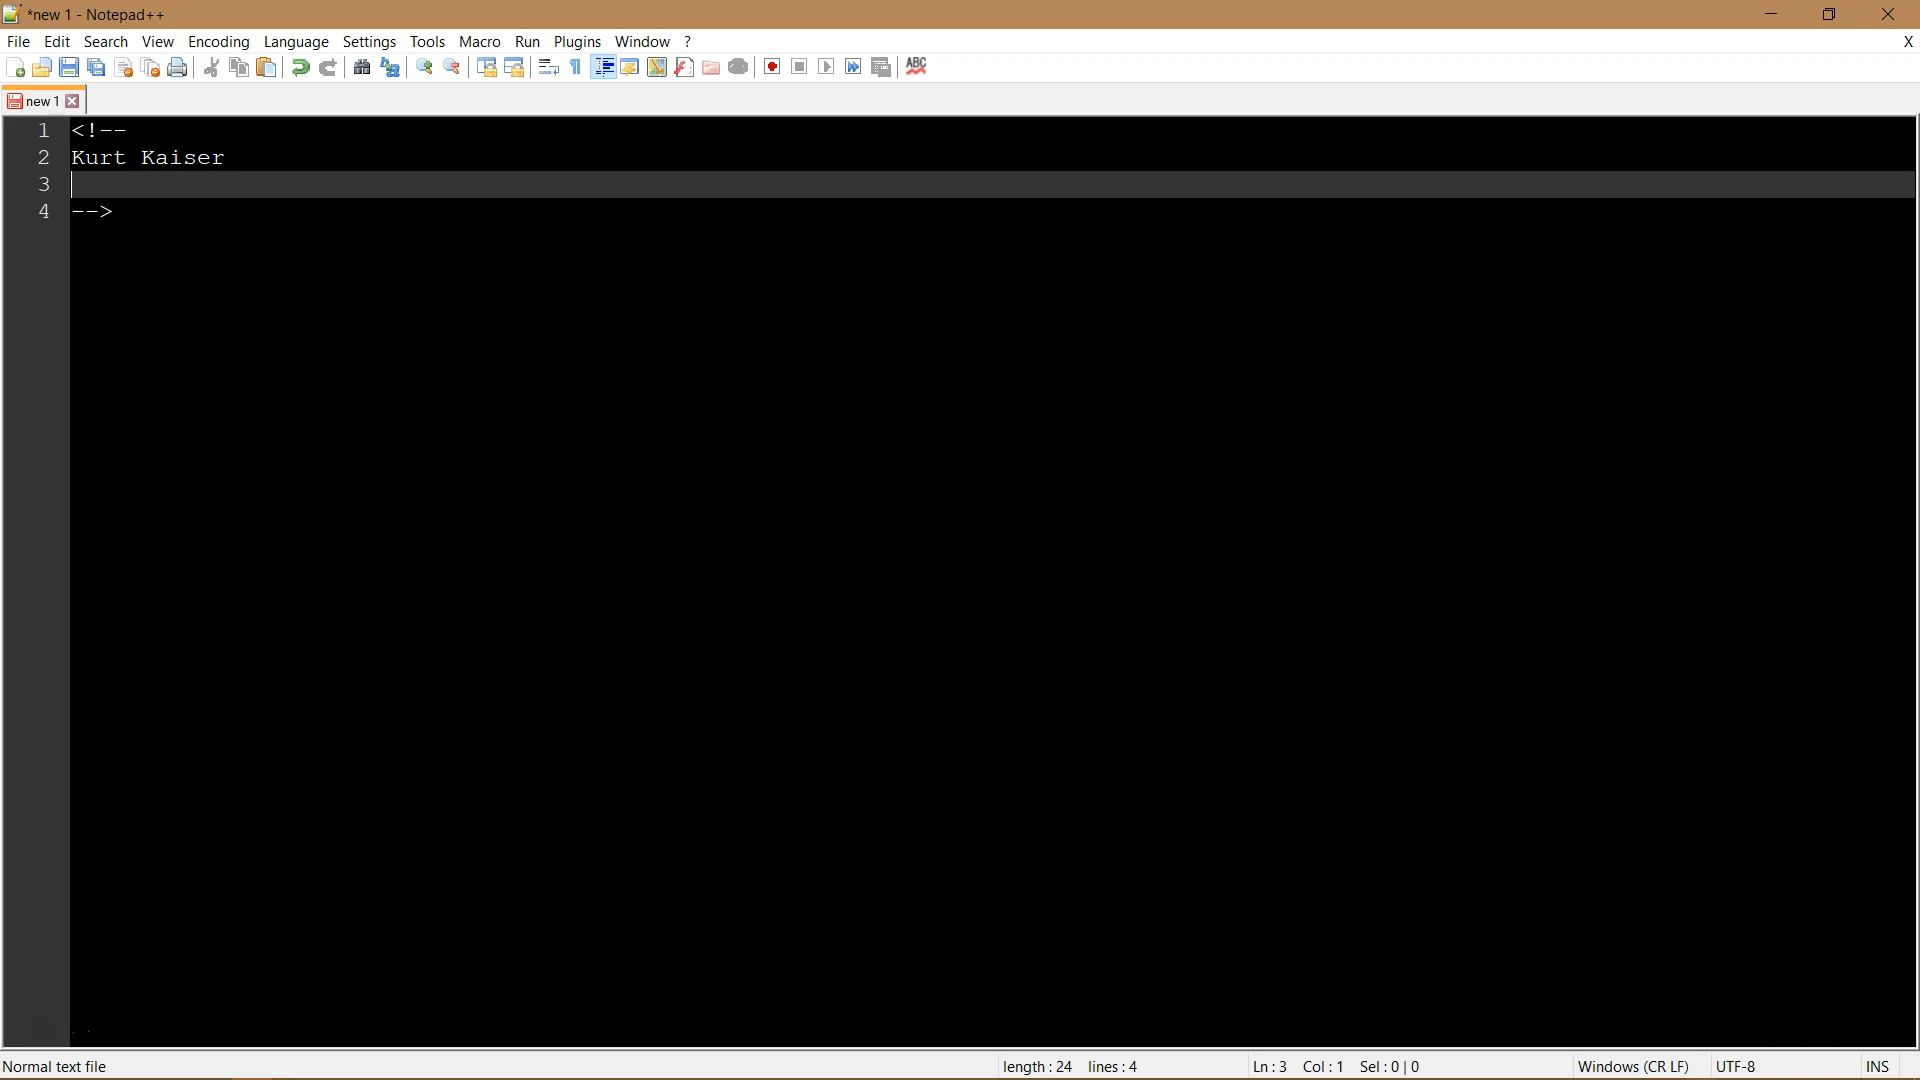 *new 1 - Notepad++
File Edit Search View Encoding Language Settings Tools Macro Run Plugins Window ? X
ABC
new 1
1 <!--
2 Kurt Kaiser
3
4 -->
Normal text file length : 24 lines : 4 Ln : 3 Col : 1 Sel : 0 | 0 Windows (CR LF) UTF-8 INS